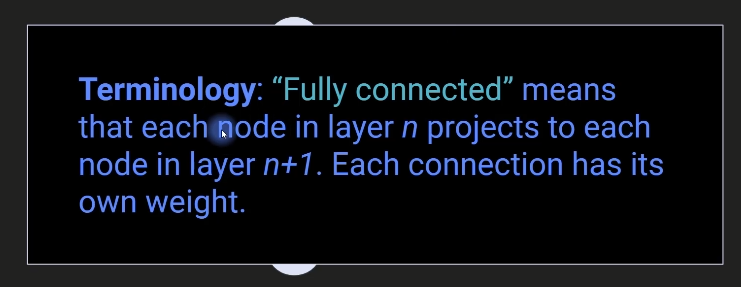 Terminology: “Fully connected” means
that each node in layer n projects to each
node in layer n+1. Each connection has its
own weight.